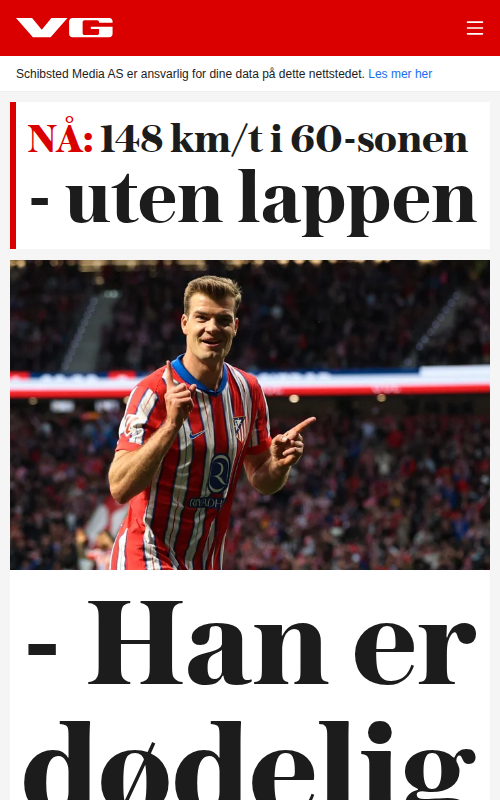 VG
Schibsted Media AS er ansvarlig for dine data på dette nettstedet. Les mer her
NÅ: 148 km/t i 60-sonen
- uten lappen
RIYADH
- Han er
dødelig